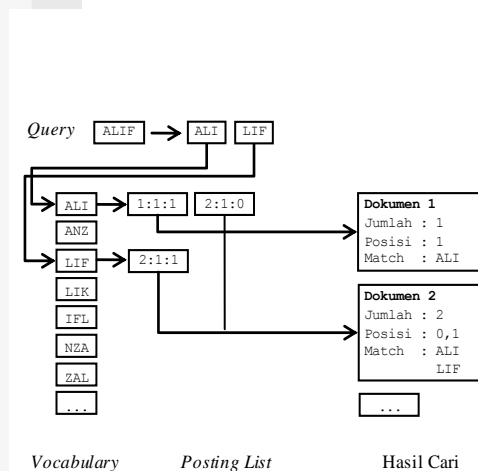 Query ALIF ALI LIF
ALI 1:1:1 2:1:0
ANZ
LIF 2:1:1
LIK
IFL
NZA
ZAL
...
Dokumen 1
Jumlah : 1
Posisi : 1
Match : ALI
Dokumen 2
Jumlah : 2
Posisi : 0,1
Match : ALI
LIF
...
Vocabulary Posting List Hasil Cari